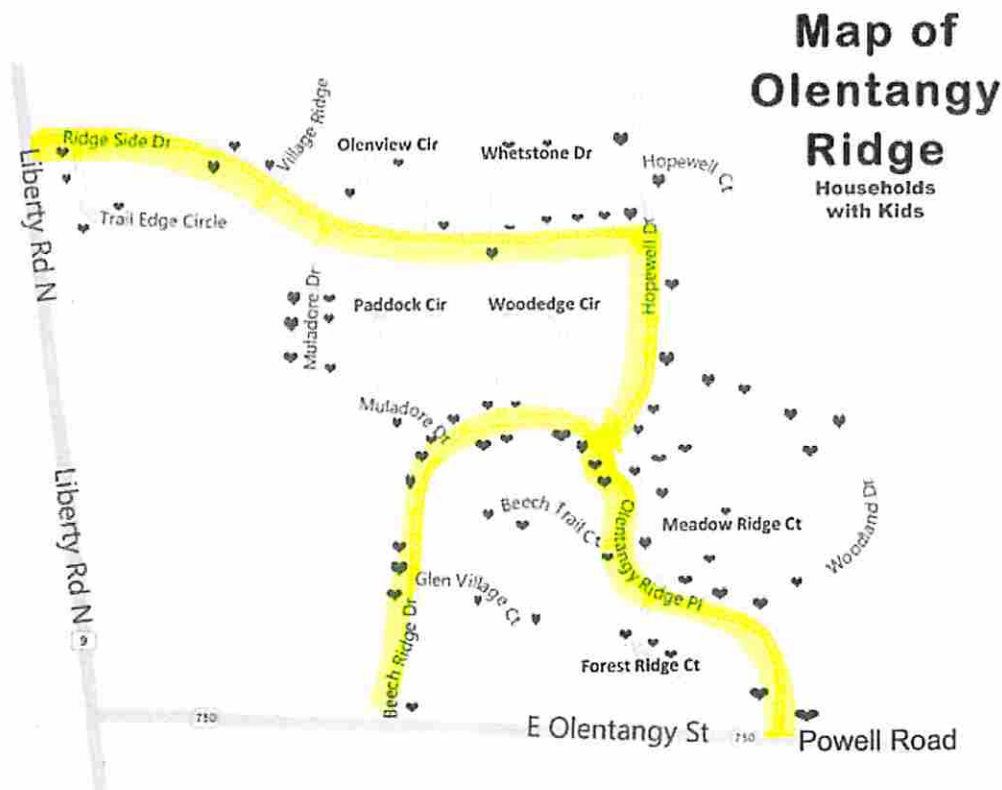 Map of
Olentangy
Ridge
Households
with Kids
Ridge Side Dr
Village Ridge
Olenview Cir
Whetstone Dr
Hopewell Ct
Liberty Rd N
Trail Edge Circle
Hopewell Dr
Muladore Dr
Paddock Cir
Woodedge Cir
Muladore Dr
Liberty Rd N
9
Beech Trail Ct
Olentangy Ridge Pl
Meadow Ridge Ct
Woodland Dr
Glen Village Ct
Beech Ridge Dr
Forest Ridge Ct
750
E Olentangy St
750
Powell Road